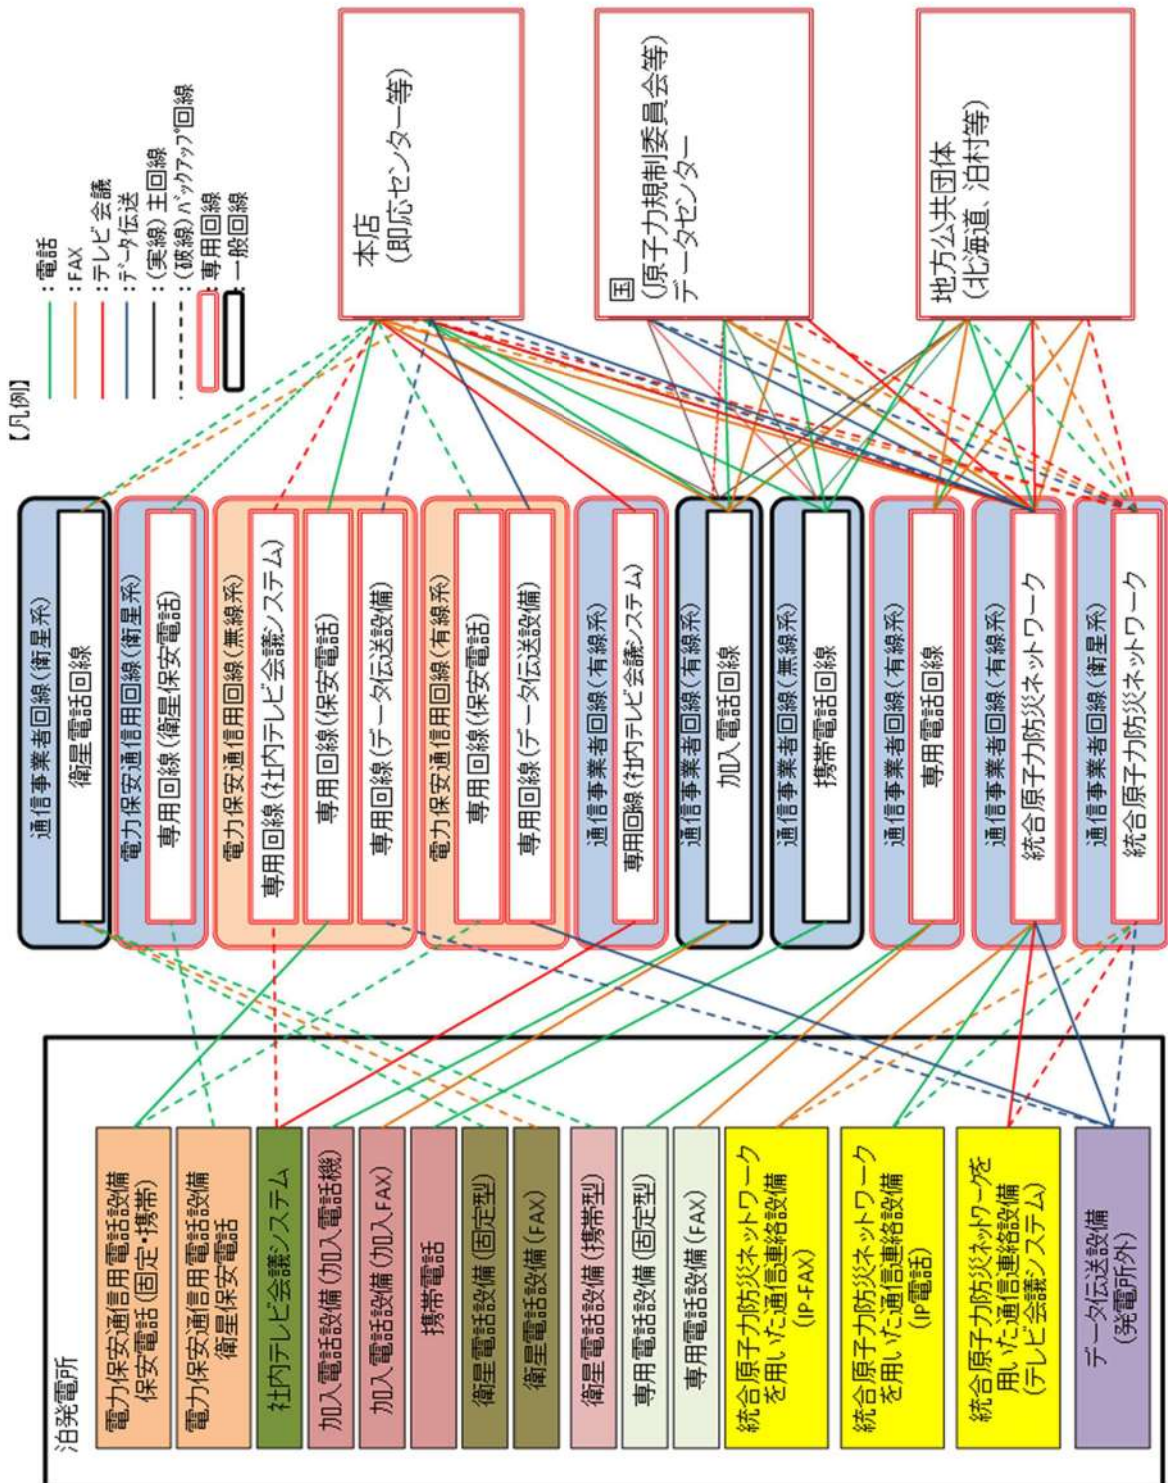 【凡例】
:電話
:FAX
:テレビ会議
:データ伝送
:(実線)主回線
:(破線)バックアップ回線
:専用回線
:一般回線
泊発電所
電力保安通信用電話設備
保安電話(固定・携帯)
電力保安通信用電話設備
衛星保安電話
社内テレビ会議システム
加入電話設備(加入電話機)
加入電話設備(加入FAX)
携帯電話
衛星電話設備(固定型)
衛星電話設備(FAX)
衛星電話設備(携帯型)
専用電話設備(固定型)
専用電話設備(FAX)
統合原子力防災ネットワーク
を用いた通信連絡設備
(IP-FAX)
統合原子力防災ネットワーク
を用いた通信連絡設備
(IP電話)
統合原子力防災ネットワークを
用いた通信連絡設備
(テレビ会議システム)
データ伝送設備
(発電所外)
通信事業者回線(衛星系)
衛星電話回線
電力保安通信用回線(衛星系)
専用回線(衛星保安電話)
電力保安通信用回線(無線系)
専用回線(社内テレビ会議システム)
専用回線(保安電話)
専用回線(データ伝送設備)
電力保安通信用回線(有線系)
専用回線(保安電話)
専用回線(データ伝送設備)
通信事業者回線(有線系)
専用回線(社内テレビ会議システム)
通信事業者回線(有線系)
加入電話回線
通信事業者回線(無線系)
携帯電話回線
通信事業者回線(有線系)
専用電話回線
通信事業者回線(有線系)
統合原子力防災ネットワーク
通信事業者回線(衛星系)
統合原子力防災ネットワーク
本店
(即応センター等)
国
(原子力規制委員会等)
データセンター
地方公共団体
(北海道、泊村等)